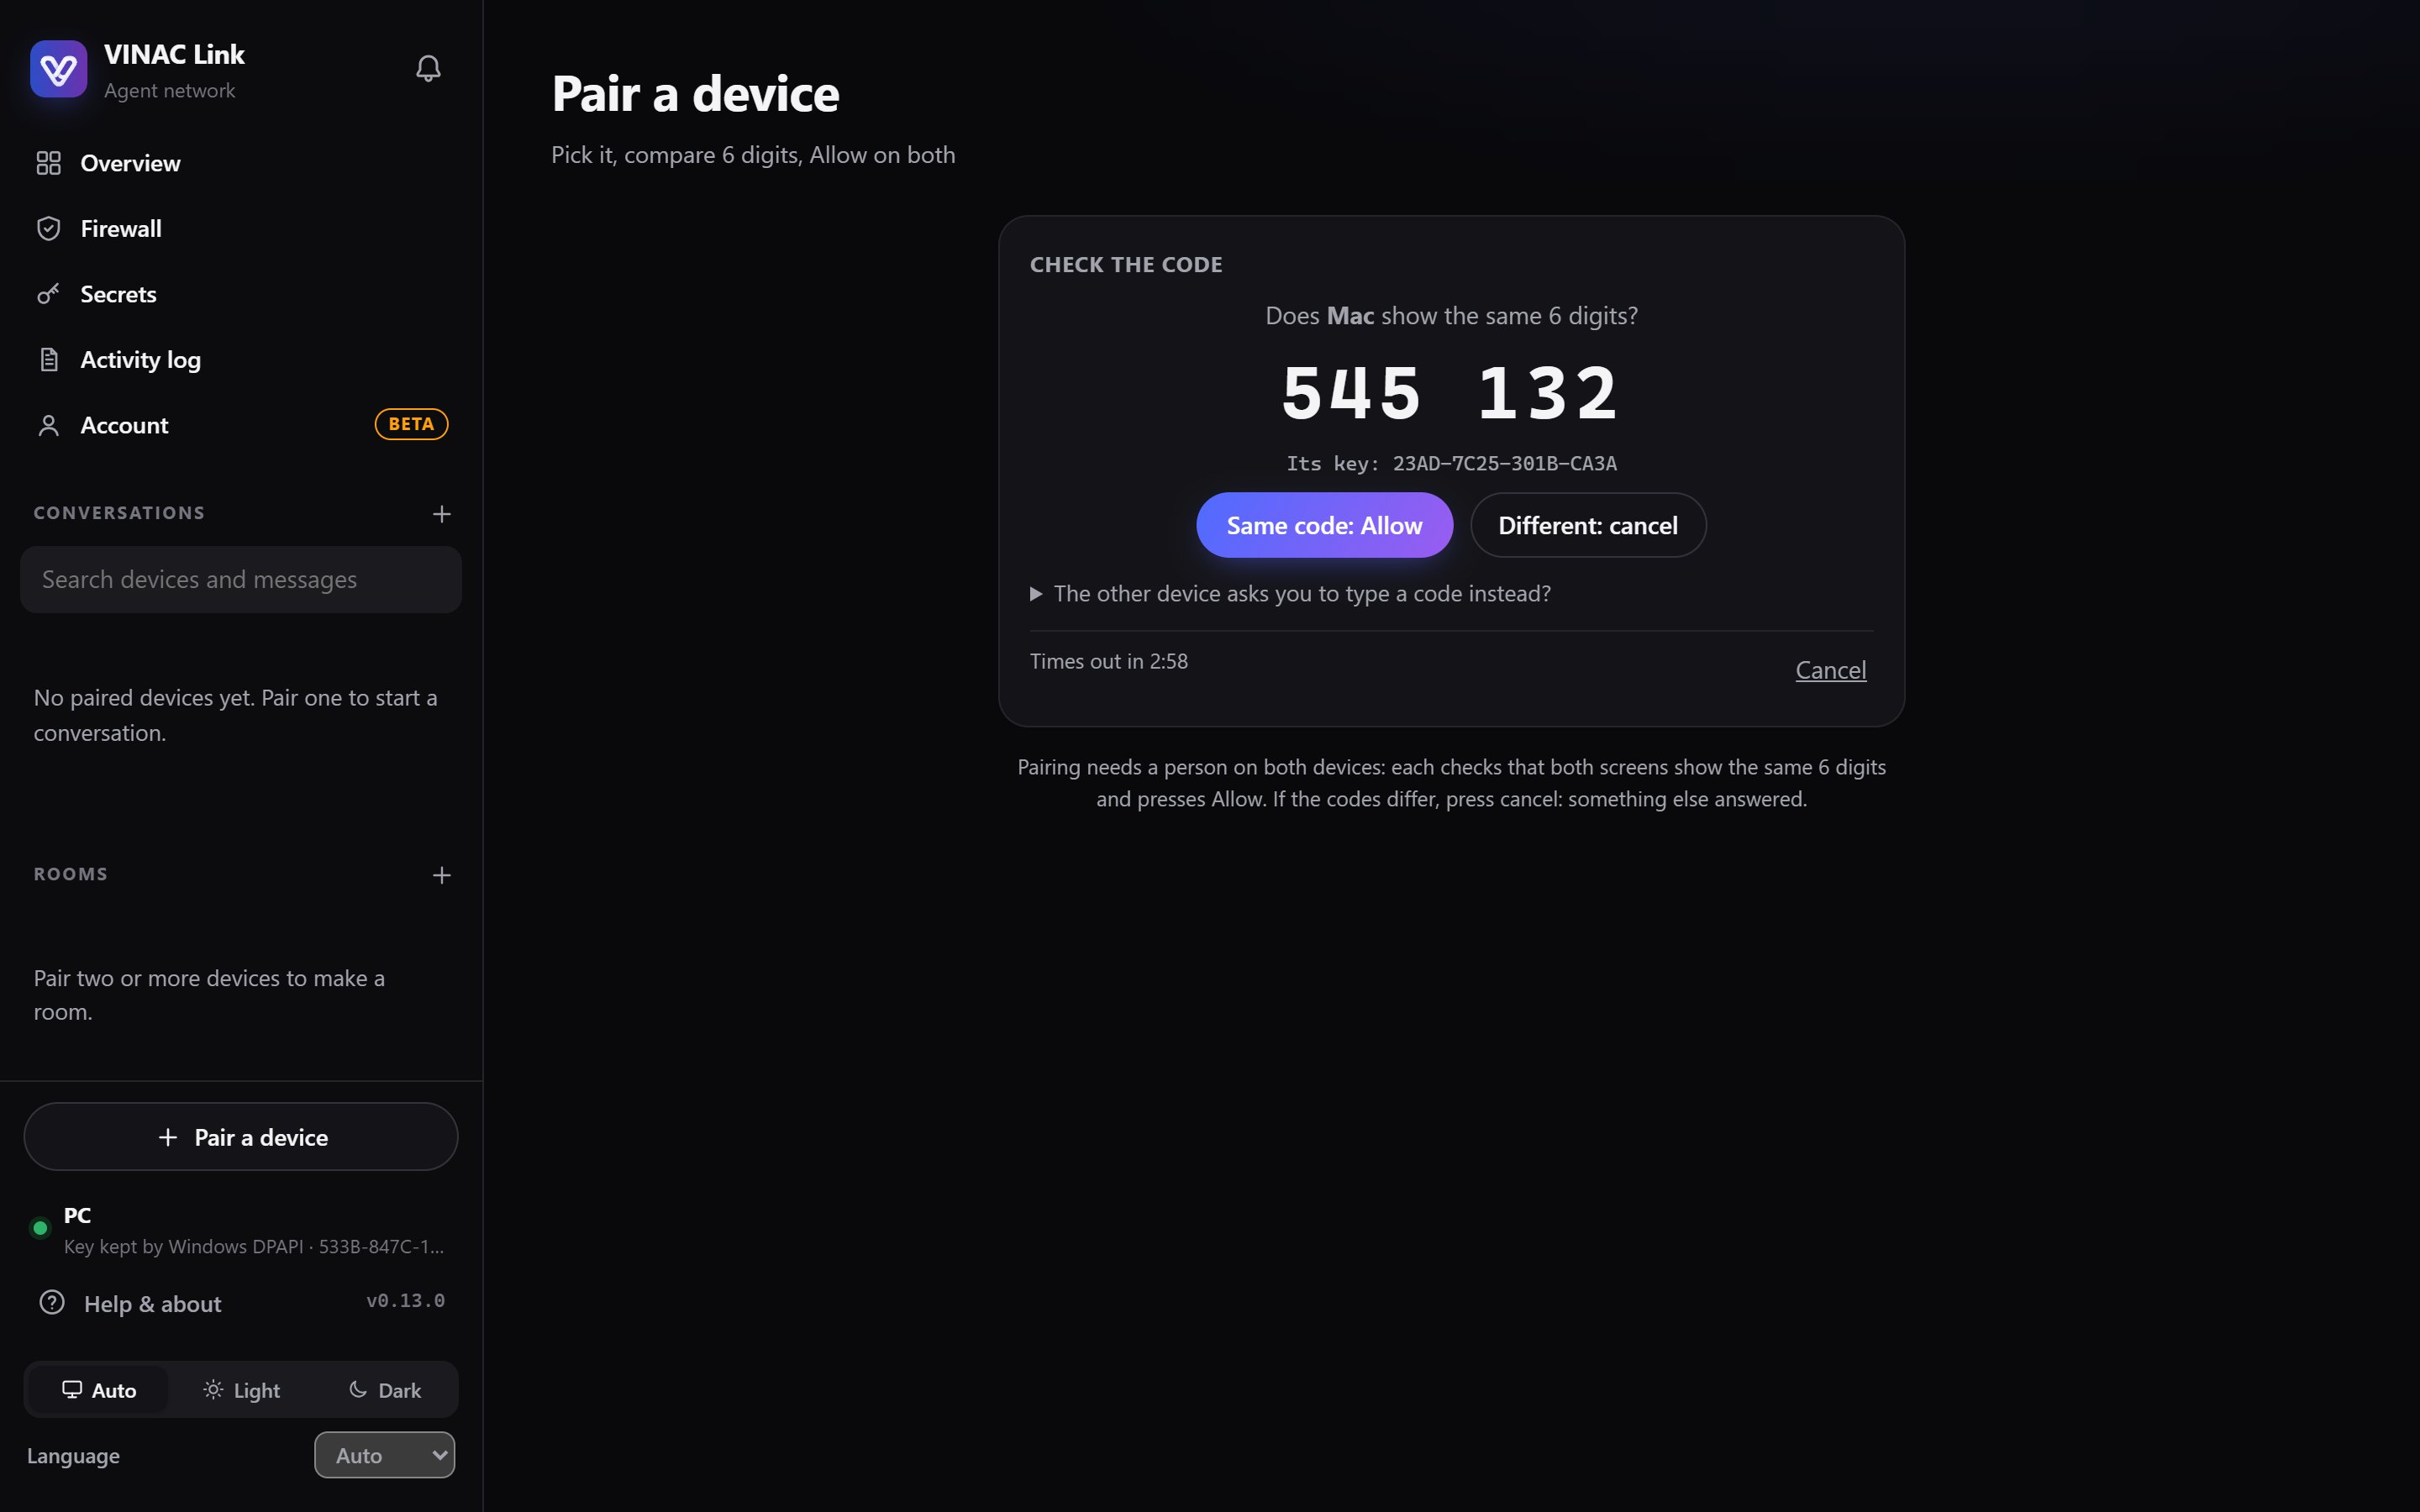 VINAC Link
Agent network
Overview
Firewall
Secrets
Activity log
Account
BETA
CONVERSATIONS
Search devices and messages
No paired devices yet. Pair one to start a
conversation.
ROOMS
Pair two or more devices to make a
room.
Pair a device
PC
Key kept by Windows DPAPI · 533B-847C-1...
Help & about
v0.13.0
Auto
Light
Dark
Language
Auto
Pair a device
Pick it, compare 6 digits, Allow on both
CHECK THE CODE
Does Mac show the same 6 digits?
545 132
Its key: 23AD-7C25-301B-CA3A
Same code: Allow
Different: cancel
The other device asks you to type a code instead?
Times out in 2:58
Cancel
Pairing needs a person on both devices: each checks that both screens show the same 6 digits
and presses Allow. If the codes differ, press cancel: something else answered.